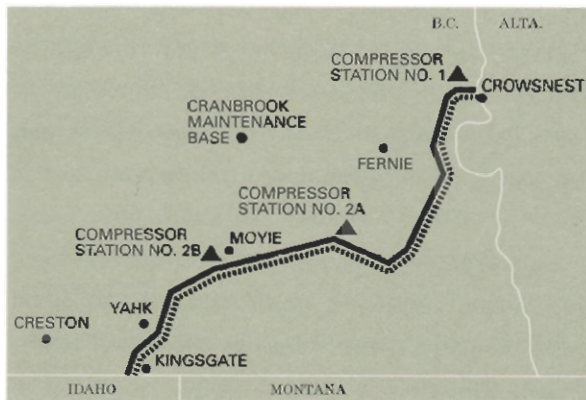 B.C.
ALTA.
COMPRESSOR
STATION NO. 1
CROWSNEST
CRANBROOK
MAINTENANCE
BASE
FERNIE
COMPRESSOR
STATION NO. 2A
COMPRESSOR
STATION NO. 2B
MOYIE
YAHK
CRESTON
KINGSGATE
IDAHO
MONTANA